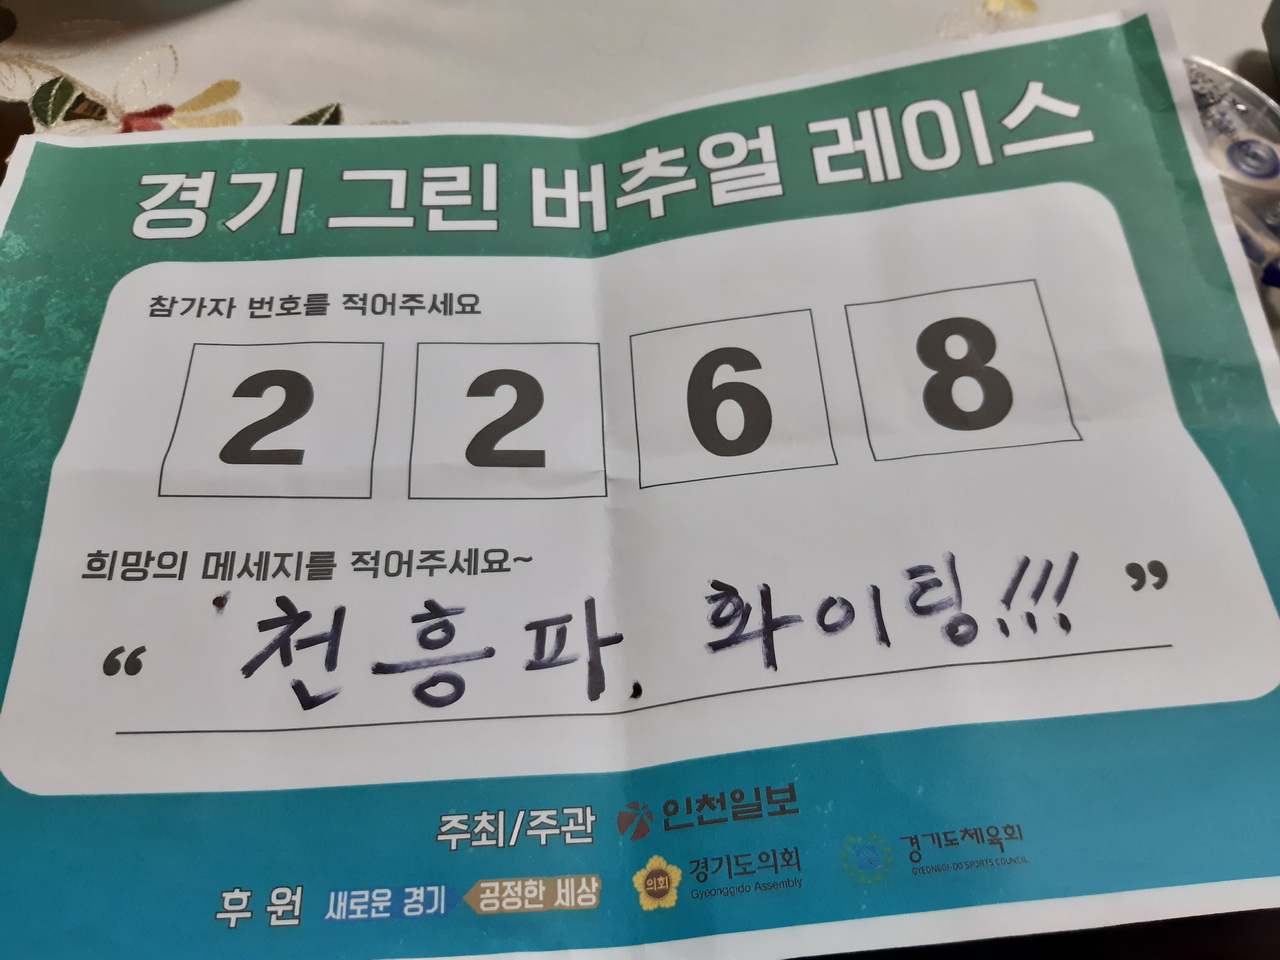 경기 그린 버추얼 레이스
참가자 번호를 적어주세요
2 2 6 8
희망의 메세지를 적어주세요~
“ 천흥파. 화이팅!!! ”
주최/주관 인천일보
후 원 새로운 경기 공정한 세상 의회 경기도의회 Gyeonggido Assembly 경기도체육회 GYEONGGI-DO SPORTS COUNCIL